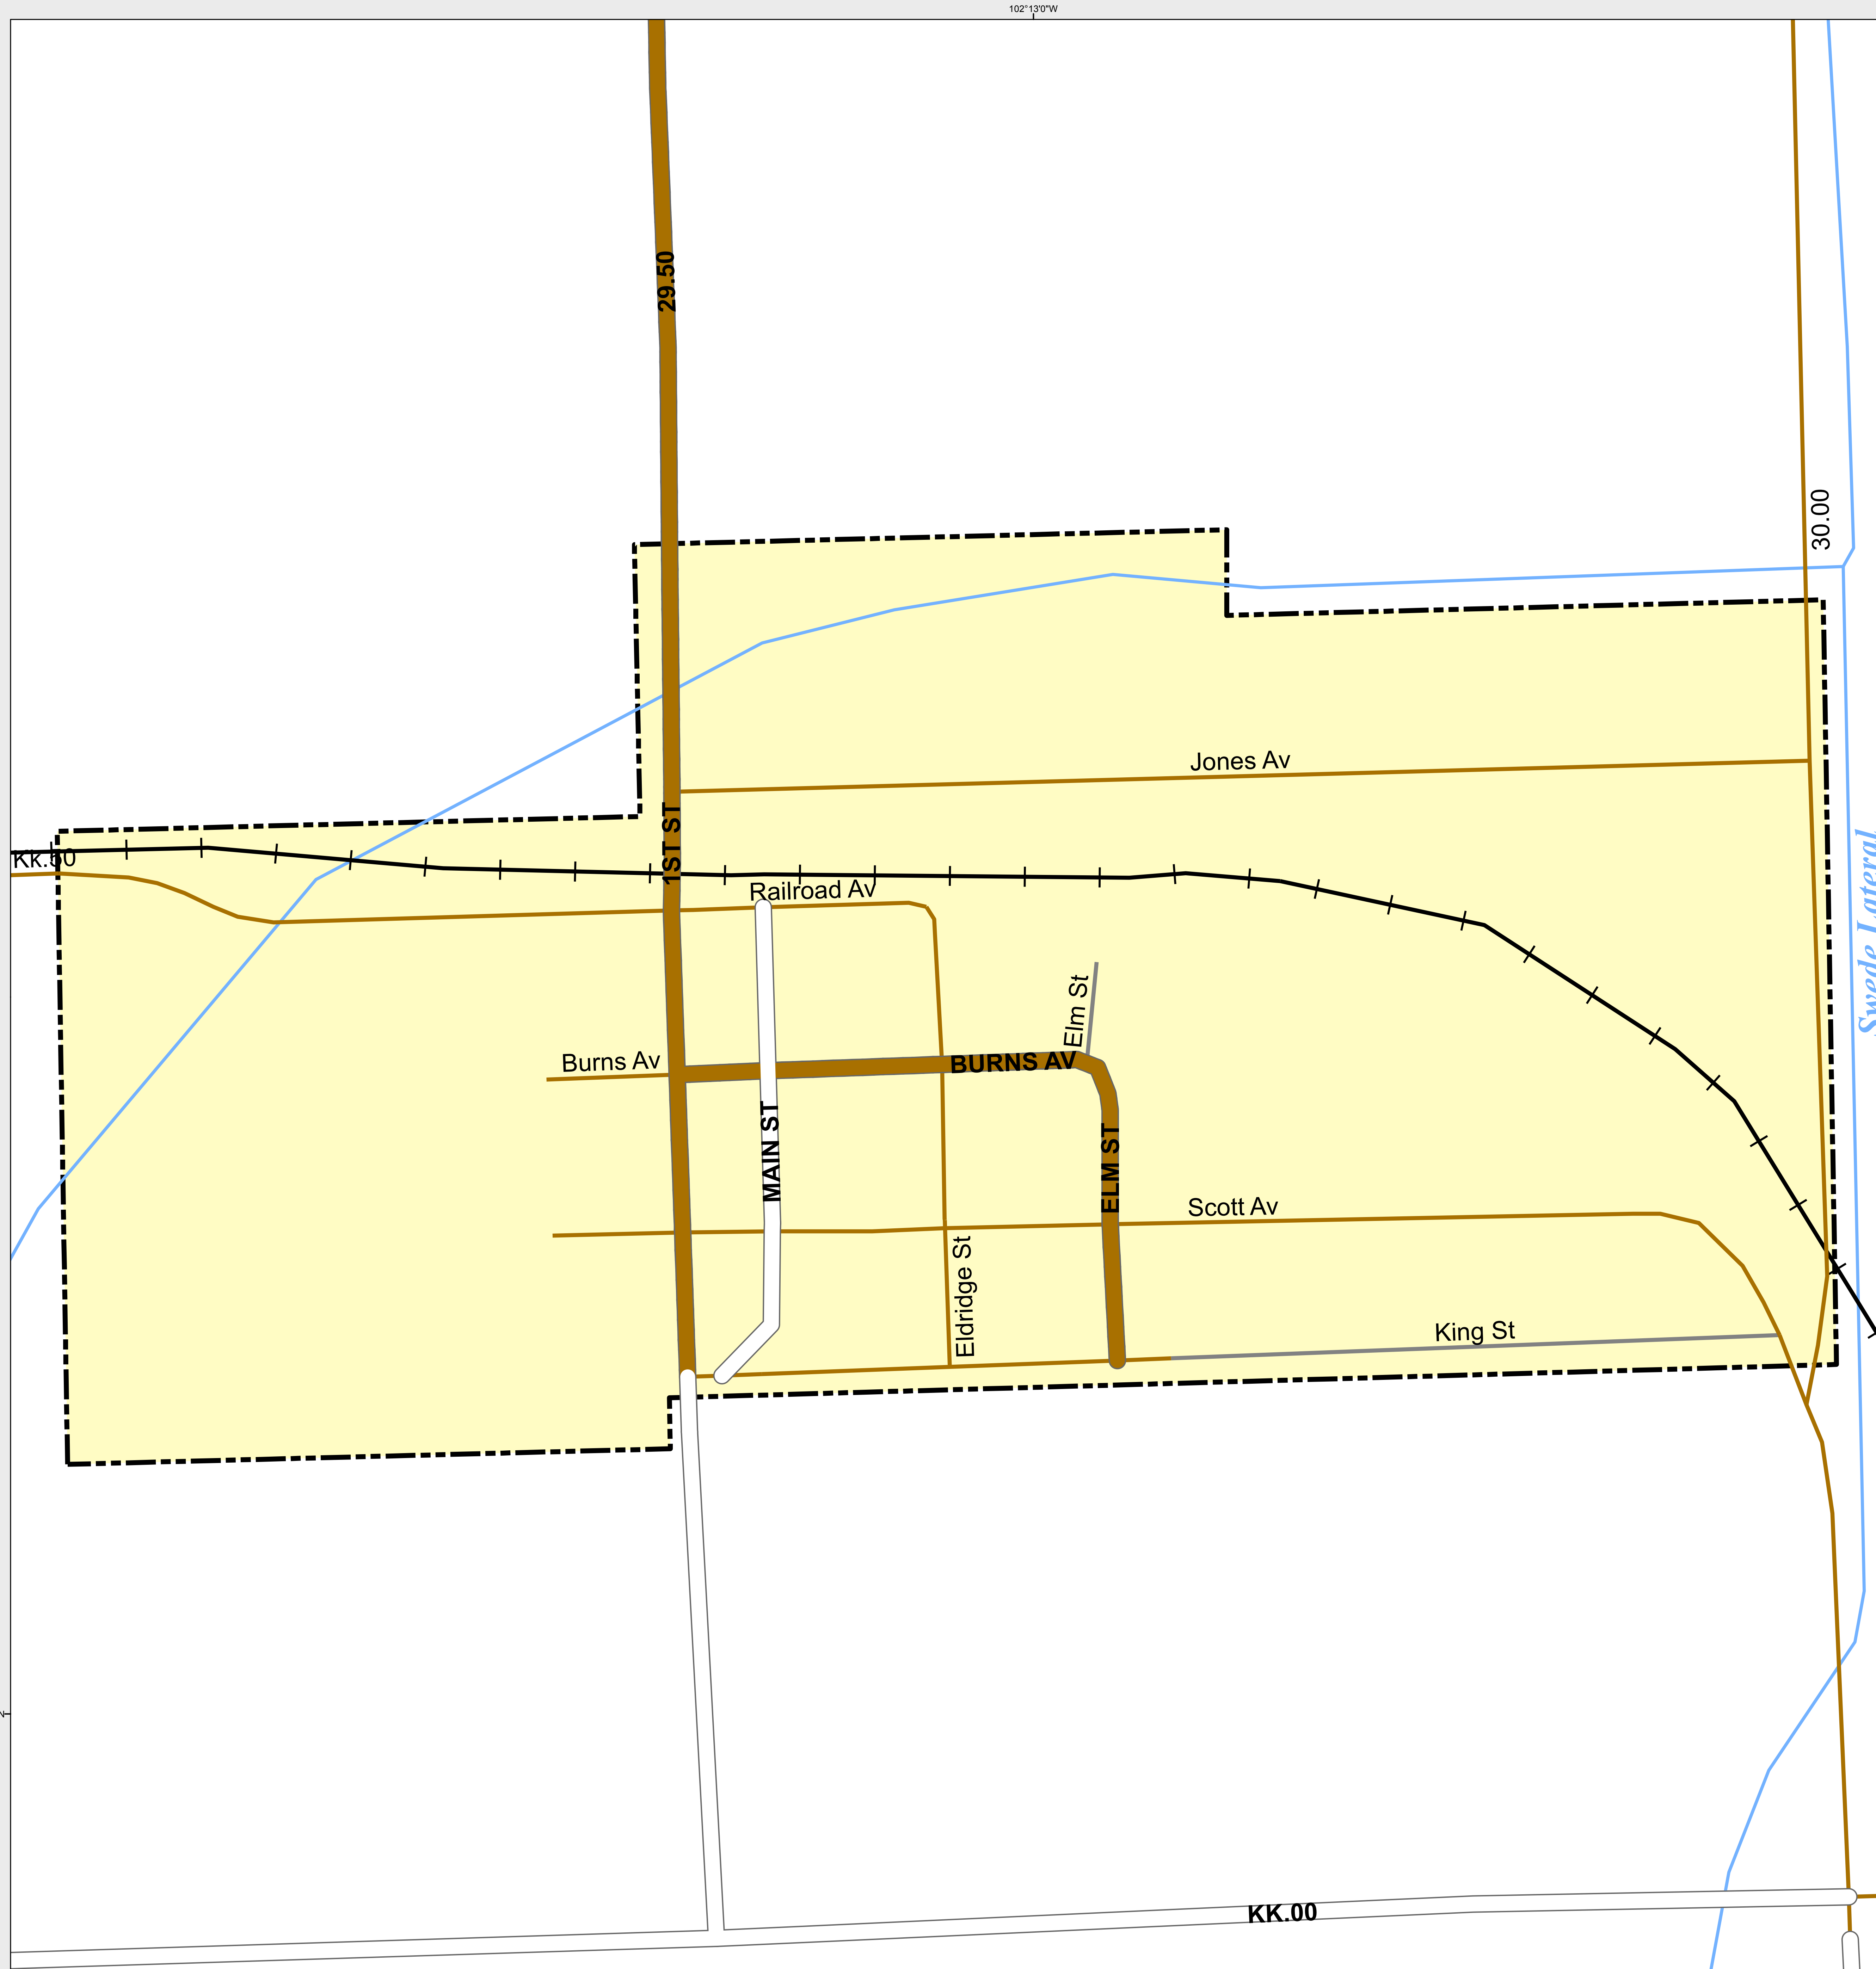 102°13'0"W
29.50
30.00
Jones Av
1ST ST
Swede Lateral
Kk.50
Railroad Av
Elm St
Burns Av
BURNS AV
MAIN ST
ELM ST
Scott Av
Eldridge St
King St
KK.00